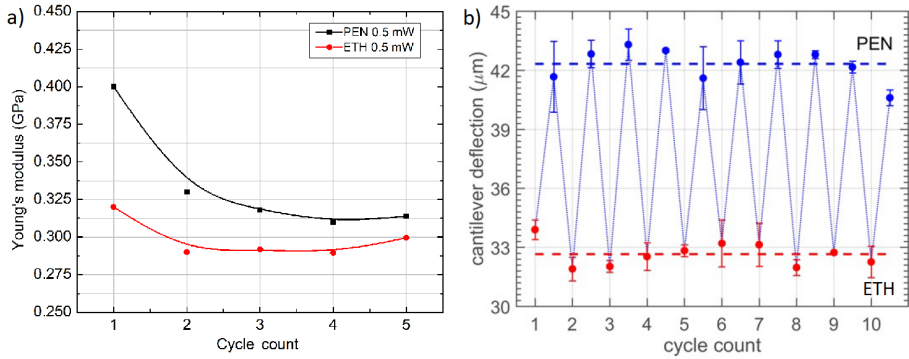 a)
0.450
0.425
0.400
0.375
0.350
0.325
0.300
0.275
0.250
Young's modulus (GPa)
PEN 0.5 mW
ETH 0.5 mW
1 2 3 4 5
Cycle count
b)
42
39
36
33
30
cantilever deflection (μm)
PEN
ETH
1 2 3 4 5 6 7 8 9 10
cycle count